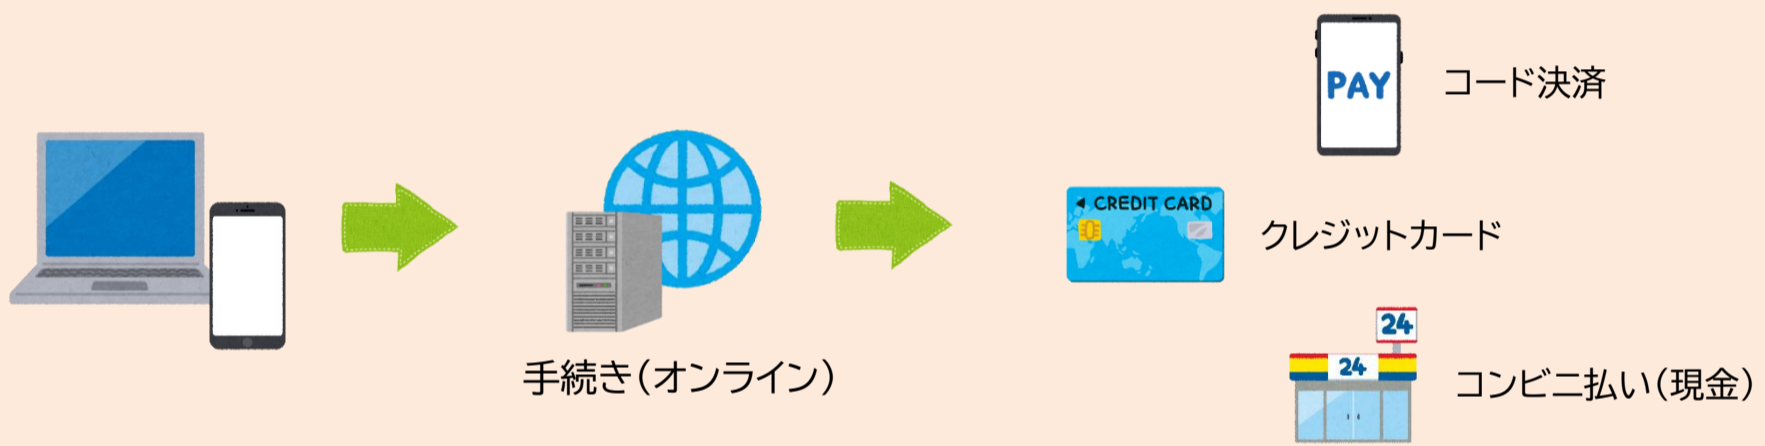 PAY
コード決済
CREDIT CARD
クレジットカード
手続き(オンライン)
24
24
コンビニ払い(現金)